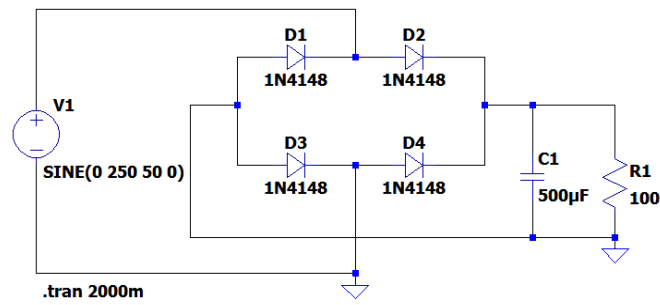 D1
D2
1N4148
1N4148
V1
+
−
SINE(0 250 50 0)
D3
D4
1N4148
1N4148
C1
500µF
R1
100
.tran 2000m